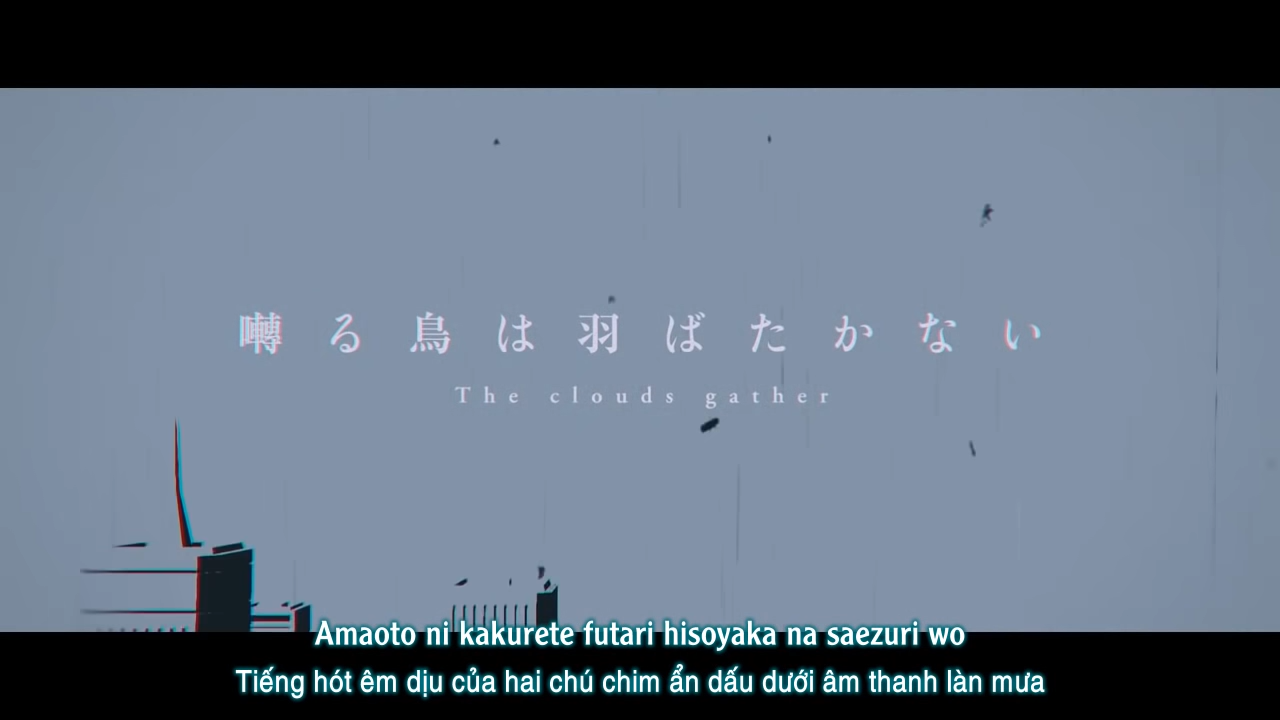 囀る鳥は羽ばたかない
The clouds gather
Amaoto ni kakurete futari hisoyaka na saezuri wo
Tiếng hót êm dịu của hai chú chim ẩn dấu dưới âm thanh làn mưa